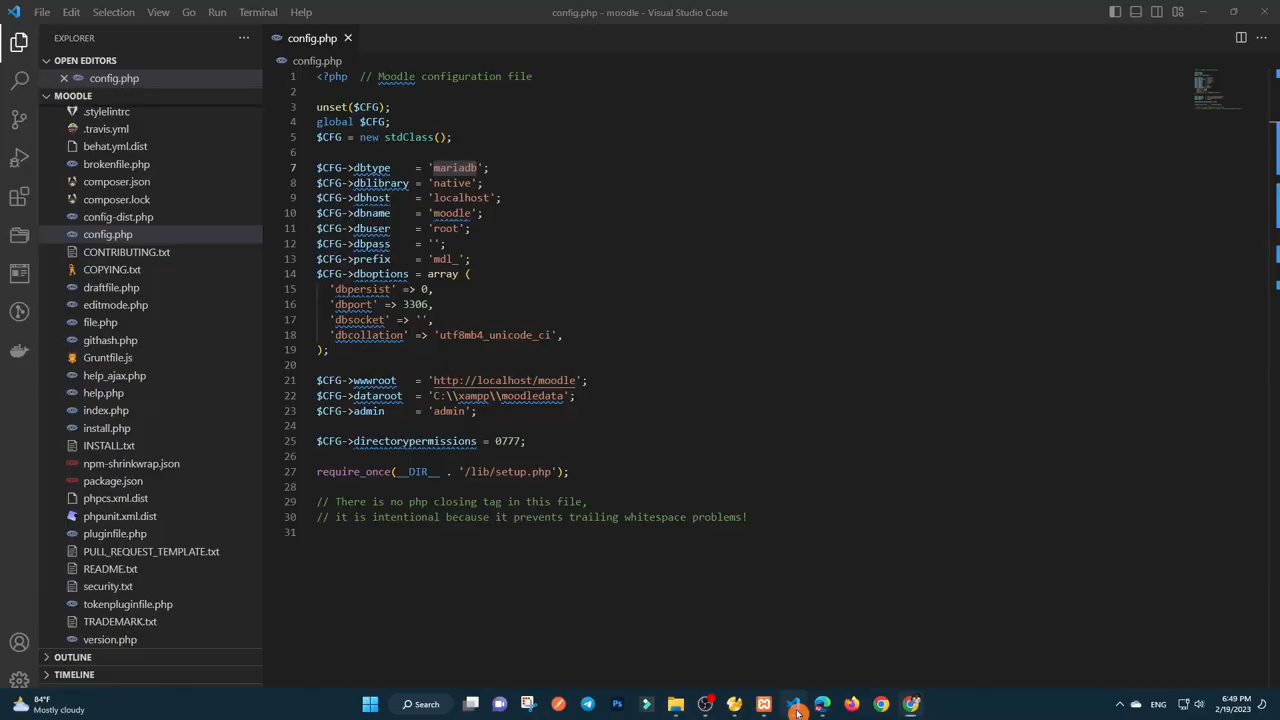 File Edit Selection View Go Run Terminal Help
config.php - moodle - Visual Studio Code
EXPLORER
OPEN EDITORS
config.php
MOODLE
.stylelintrc
.travis.yml
behat.yml.dist
brokenfile.php
composer.json
composer.lock
config-dist.php
config.php
CONTRIBUTING.txt
COPYING.txt
draftfile.php
editmode.php
file.php
githash.php
Gruntfile.js
help_ajax.php
help.php
index.php
install.php
INSTALL.txt
npm-shrinkwrap.json
package.json
phpcs.xml.dist
phpunit.xml.dist
pluginfile.php
PULL_REQUEST_TEMPLATE.txt
README.txt
security.txt
tokenpluginfile.php
TRADEMARK.txt
version.php
OUTLINE
TIMELINE
config.php
config.php
1 <?php // Moodle configuration file
2
3 unset($CFG);
4 global $CFG;
5 $CFG = new stdClass();
6
7 $CFG->dbtype = 'mariadb';
8 $CFG->dblibrary = 'native';
9 $CFG->dbhost = 'localhost';
10 $CFG->dbname = 'moodle';
11 $CFG->dbuser = 'root';
12 $CFG->dbpass = '';
13 $CFG->prefix = 'mdl_';
14 $CFG->dboptions = array (
15 'dbpersist' => 0,
16 'dbport' => 3306,
17 'dbsocket' => '',
18 'dbcollation' => 'utf8mb4_unicode_ci',
19 );
20
21 $CFG->wwwroot = 'http://localhost/moodle';
22 $CFG->dataroot = 'C:\\xampp\\moodledata';
23 $CFG->admin = 'admin';
24
25 $CFG->directorypermissions = 0777;
26
27 require_once(__DIR__ . '/lib/setup.php');
28
29 // There is no php closing tag in this file,
30 // it is intentional because it prevents trailing whitespace problems!
31
84°F
Mostly cloudy
Search
ENG
6:49 PM
2/19/2023